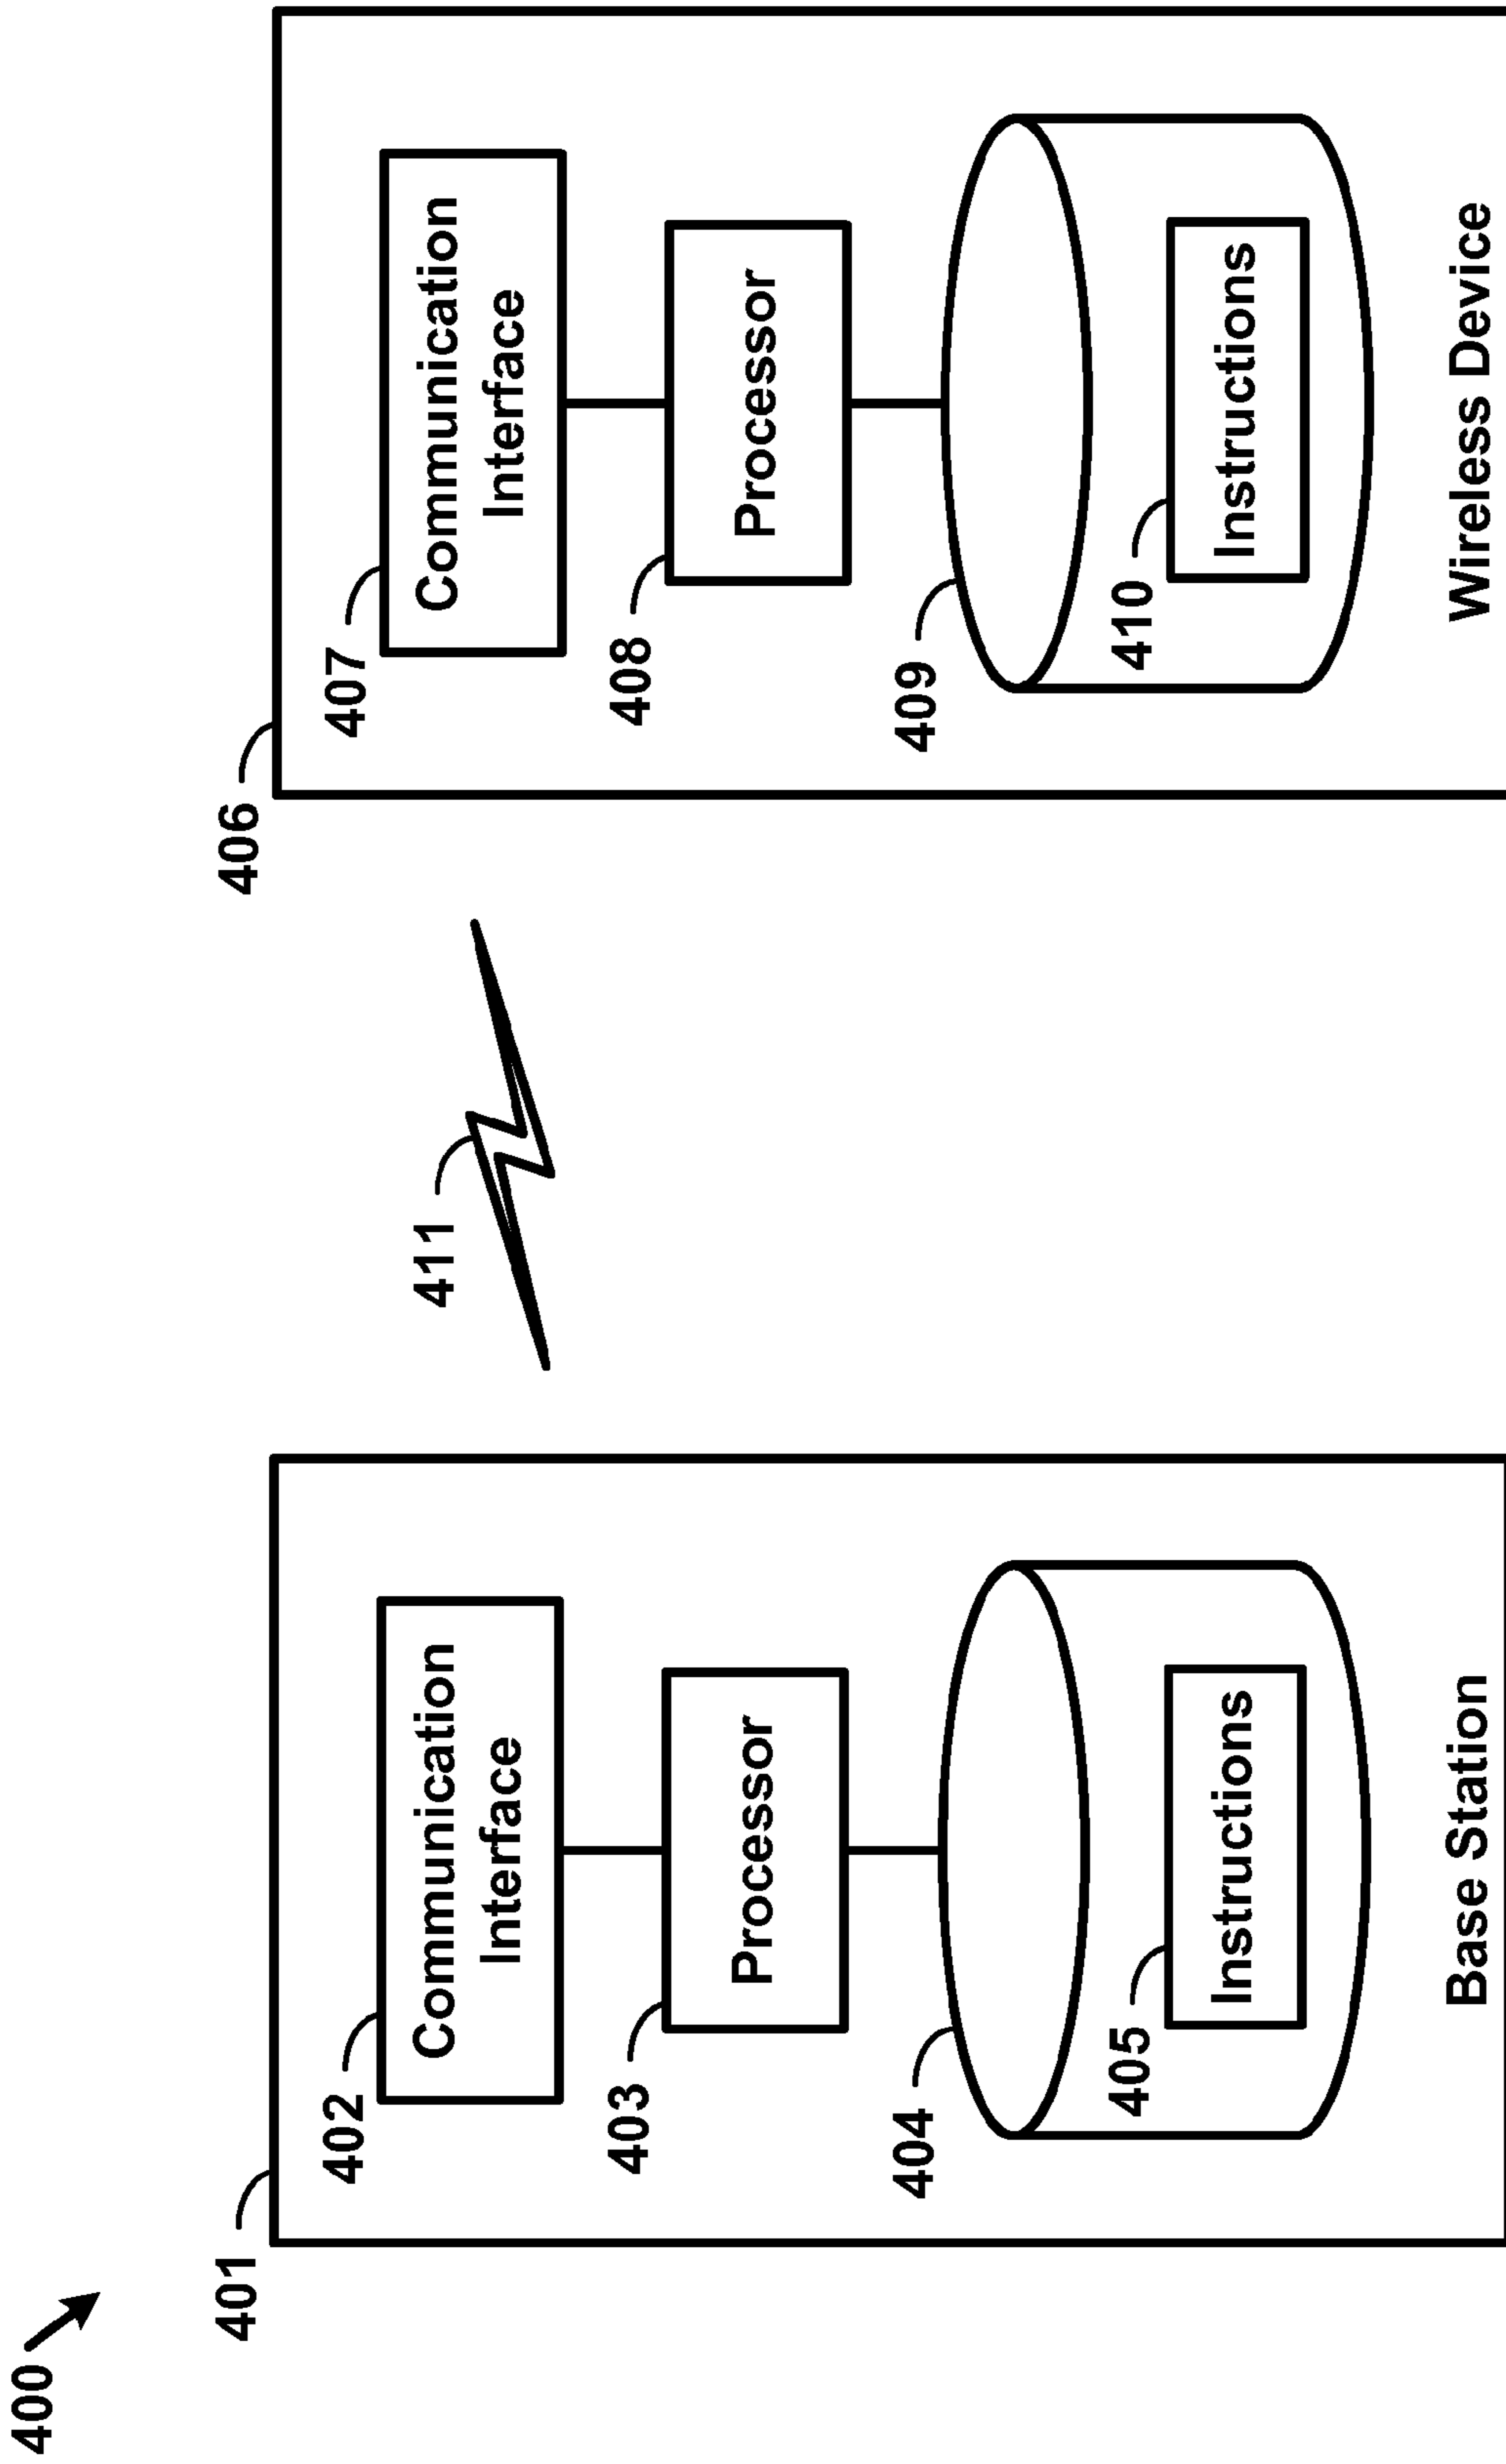 400
401
402
Communication
Interface
403
Processor
404
405
Instructions
Base Station
411
406
407
Communication
Interface
408
Processor
409
410
Instructions
Wireless Device